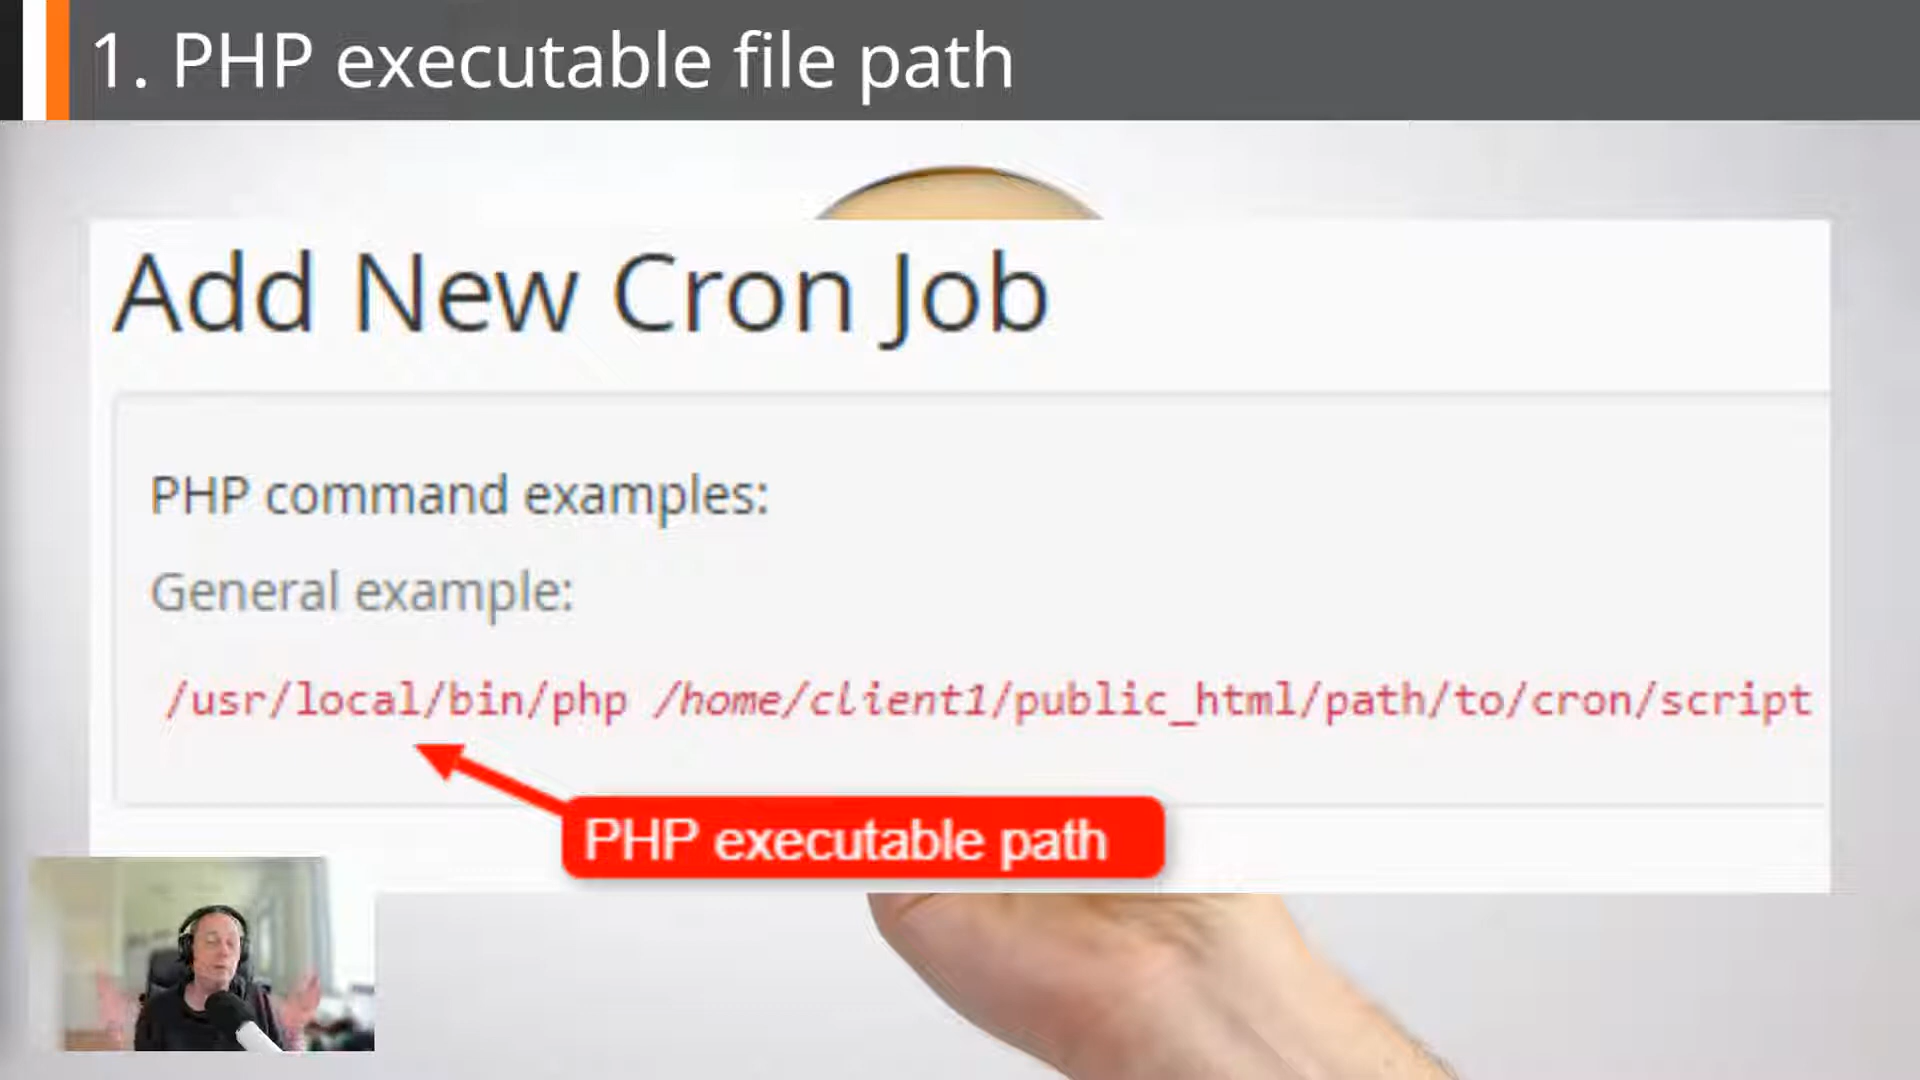 1. PHP executable file path
Add New Cron Job
PHP command examples:
General example:
/usr/local/bin/php /home/client1/public_html/path/to/cron/script
PHP executable path